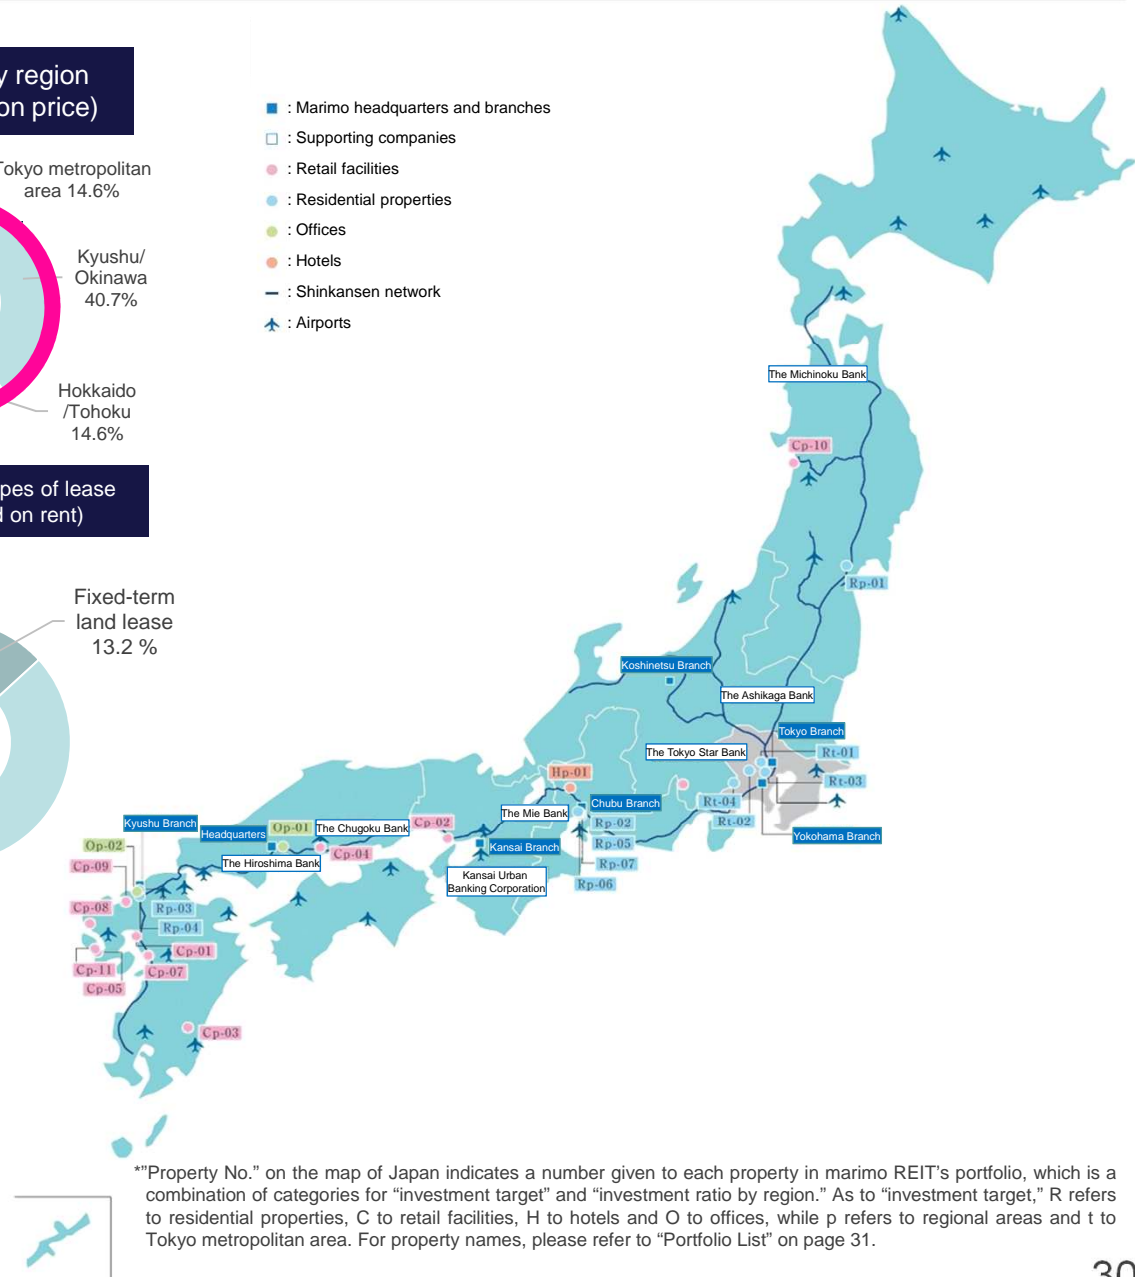 y region
on price)
Tokyo metropolitan
area 14.6%
Kyushu/
Okinawa
40.7%
Hokkaido
/Tohoku
14.6%
pes of lease
d on rent)
Fixed-term
land lease
13.2 %
: Marimo headquarters and branches
: Supporting companies
: Retail facilities
: Residential properties
: Offices
: Hotels
: Shinkansen network
: Airports
The Michinoku Bank
Cp-10
Rp-01
Koshinetsu Branch
The Ashikaga Bank
Tokyo Branch
The Tokyo Star Bank
Rt-01
Hp-01
Rt-03
Chubu Branch
Rt-04
The Mie Bank
Rt-02
Rp-02
Yokohama Branch
Kyushu Branch
Headquarters
Op-01
The Chugoku Bank
Cp-02
Rp-05
Op-02
Kansai Branch
Cp-04
The Hiroshima Bank
Rp-07
Cp-09
Kansai Urban
Banking Corporation
Rp-06
Cp-08
Rp-03
Rp-04
Cp-01
Cp-11
Cp-07
Cp-05
Cp-03
*”Property No.” on the map of Japan indicates a number given to each property in marimo REIT’s portfolio, which is a
combination of categories for “investment target” and “investment ratio by region.” As to “investment target,” R refers
to residential properties, C to retail facilities, H to hotels and O to offices, while p refers to regional areas and t to
Tokyo metropolitan area. For property names, please refer to “Portfolio List” on page 31.
30